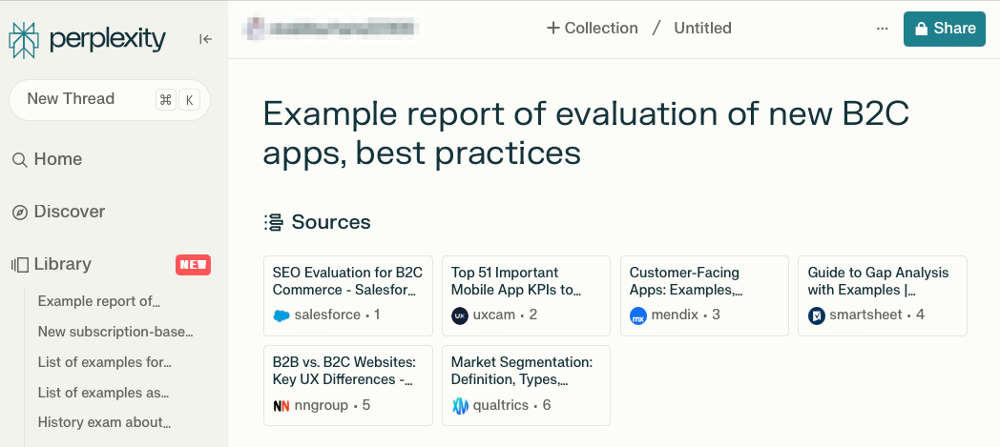 perplexity
New Thread ⌘ K
Home
Discover
Library NEW
Example report of…
New subscription-base…
List of examples for…
List of examples as…
History exam about…
+ Collection / Untitled
... Share
Example report of evaluation of new B2C
apps, best practices
Sources
SEO Evaluation for B2C
Commerce - Salesfor…
salesforce · 1
Top 51 Important
Mobile App KPIs to…
uxcam · 2
Customer-Facing
Apps: Examples,…
mendix · 3
Guide to Gap Analysis
with Examples |…
smartsheet · 4
B2B vs. B2C Websites:
Key UX Differences -…
nngroup · 5
Market Segmentation:
Definition, Types,…
qualtrics · 6